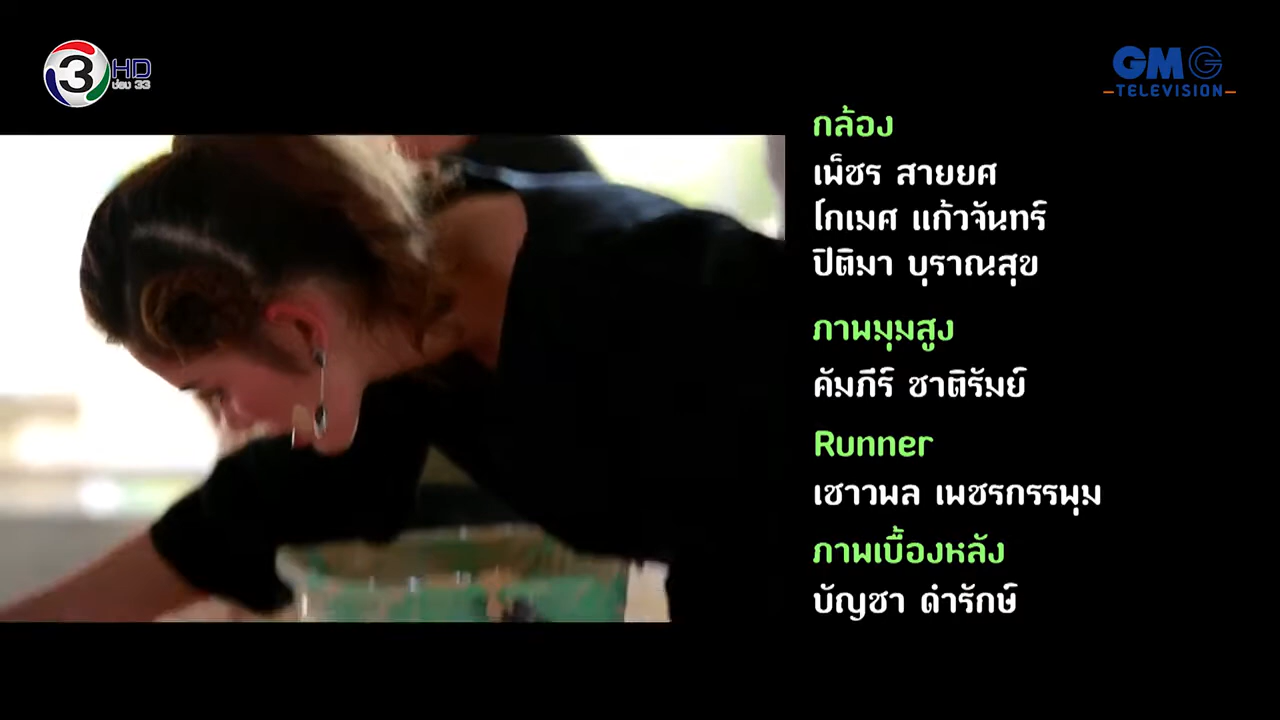 3 HD
ช่อง 33
GMG
TELEVISION
กล้อง
เพ็ชร สายยศ
โกเมศ แก้วจันทร์
ปิติมา บุราณสุข
ภาพมุมสูง
คัมภีร์ ชาติรัมย์
Runner
เชาวพล เพชรกรรพุม
ภาพเบื้องหลัง
บัญชา ดำรักษ์